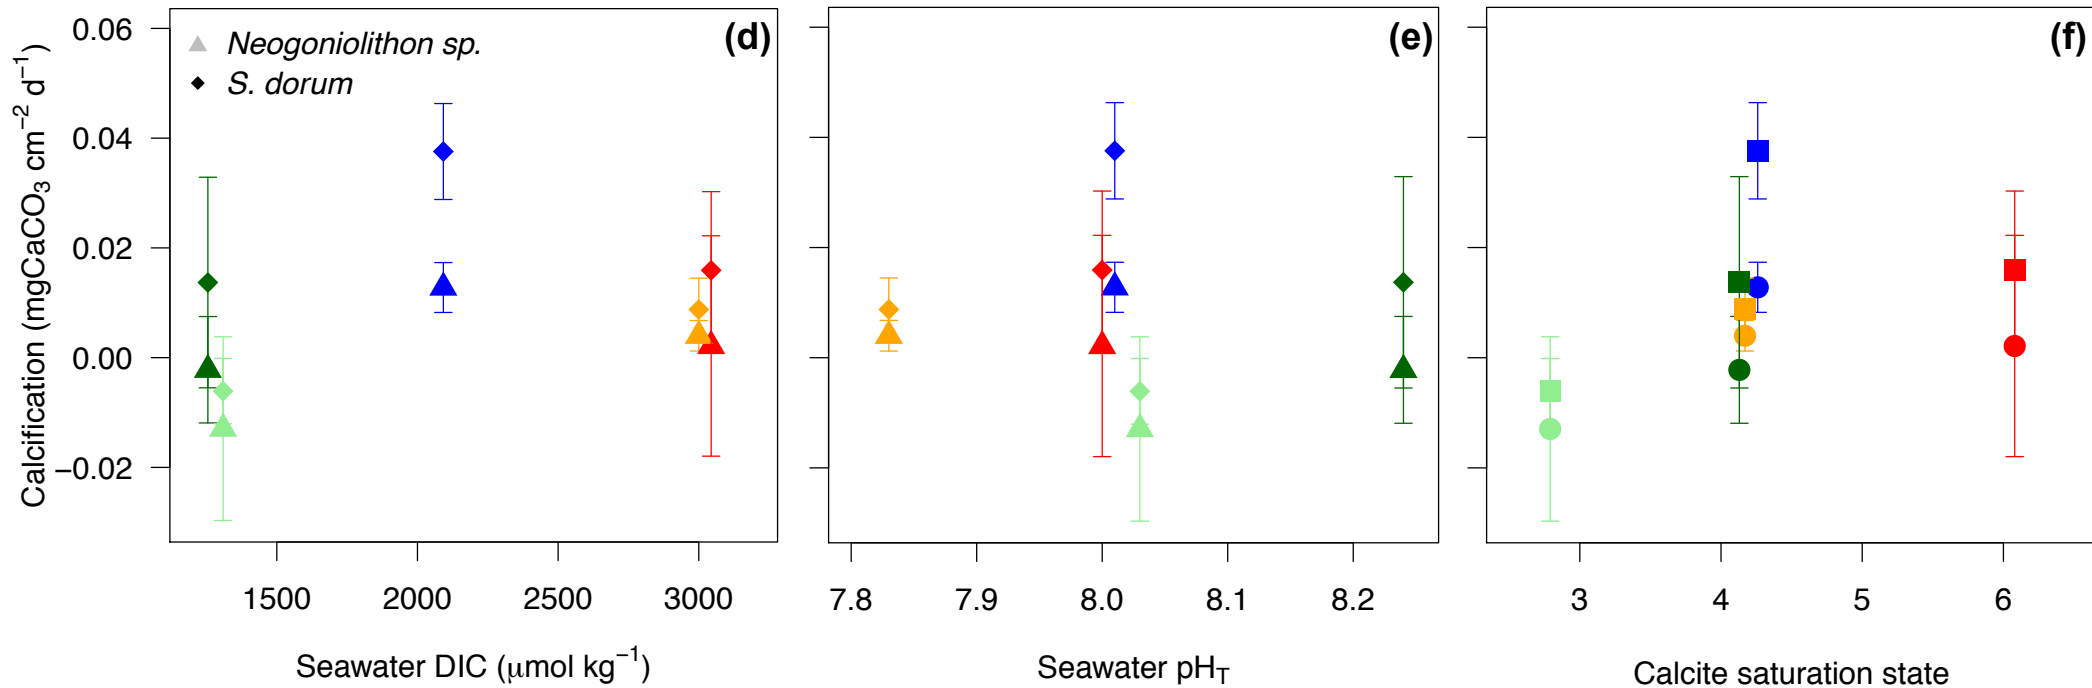 Calcification (mgCaCO₃ cm⁻² d⁻¹)
0.06
0.04
0.02
0.00
−0.02
Neogoniolithon sp.
S. dorum
(d)
(e)
(f)
1500 2000 2500 3000
7.8 7.9 8.0 8.1 8.2
3 4 5 6
Seawater DIC (μmol kg⁻¹)
Seawater pH_T
Calcite saturation state